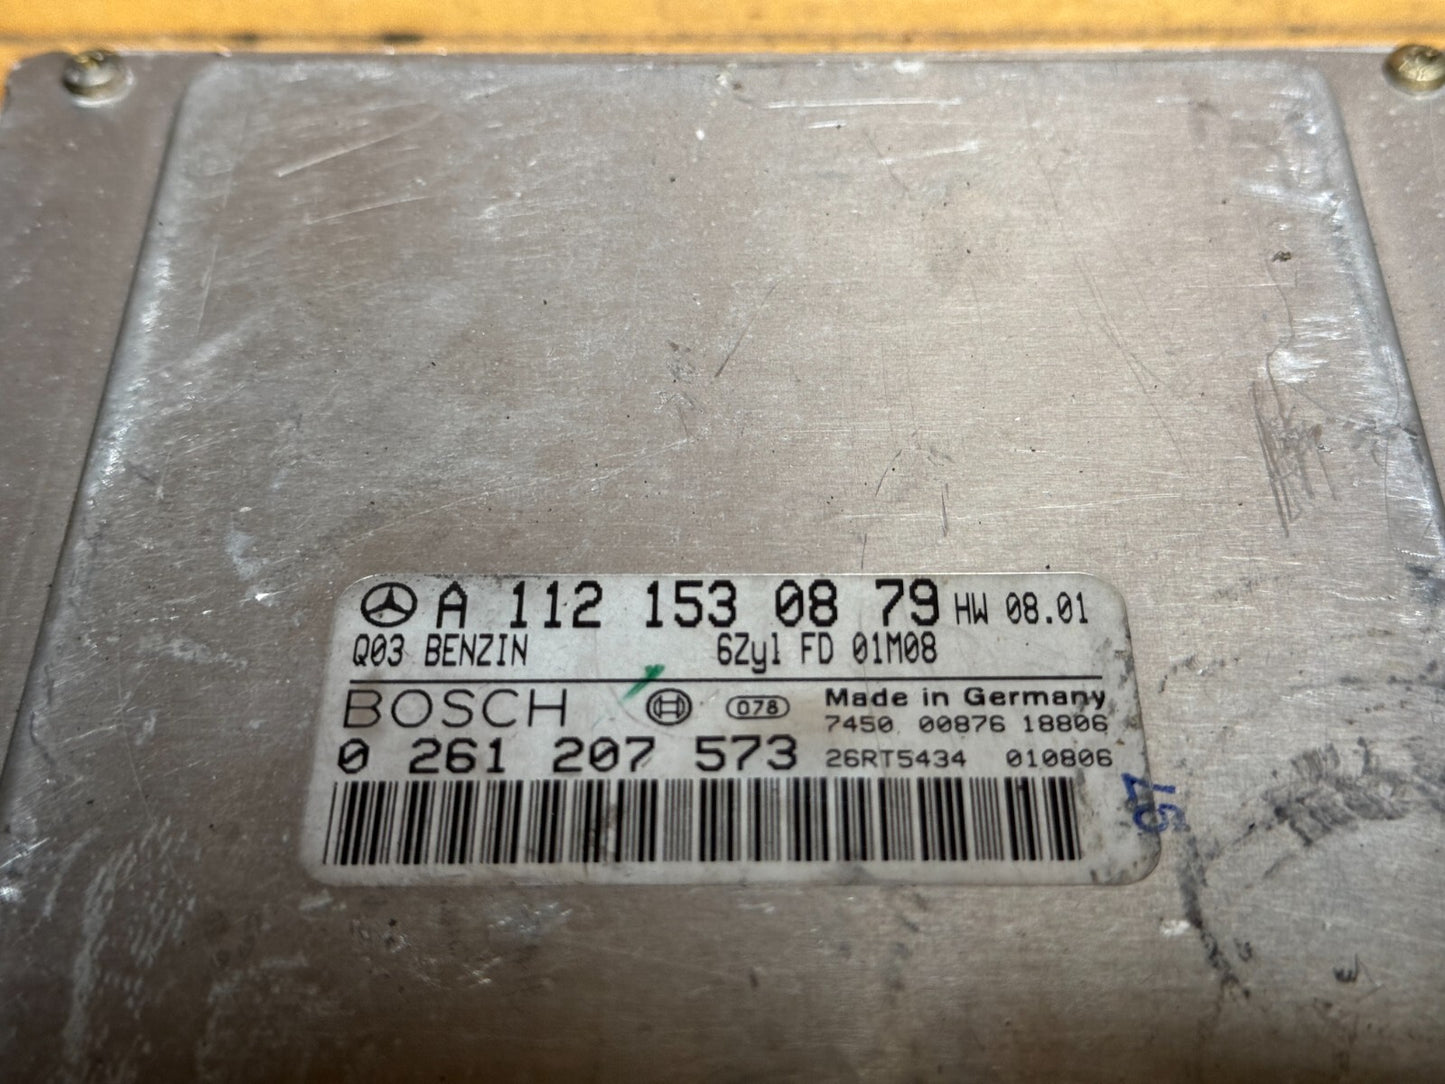 A 112 153 08 79 HW 08.01
Q03 BENZIN 6Zyl FD 01M08
BOSCH 078 Made in Germany
7450 00876 18806
0 261 207 573 26RT5434 010806
57